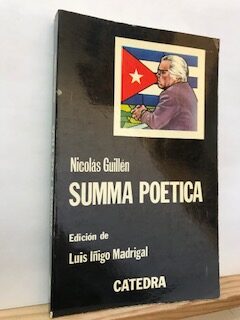 Nicolás Guillén
SUMMA POETICA
Edición de
Luis Iñigo Madrigal
CATEDRA